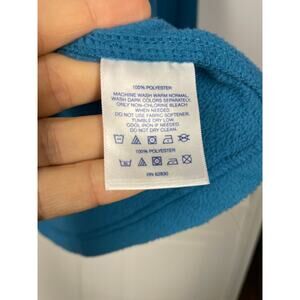 100% POLYESTER
MACHINE WASH WARM NORMAL,
WASH DARK COLORS SEPARATELY,
ONLY NON-CHLORINE BLEACH
WHEN NEEDED.
DO NOT USE FABRIC SOFTENER.
TUMBLE DRY LOW.
COOL IRON IF NEEDED.
DO NOT DRY CLEAN.
100% POLYESTER
RN 62830